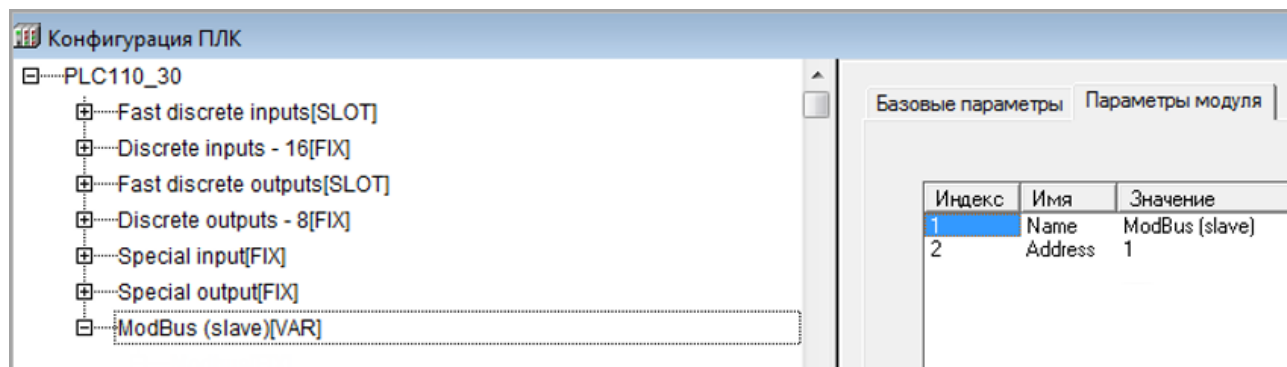 Конфигурация ПЛК
PLC110_30
Fast discrete inputs[SLOT]
Discrete inputs - 16[FIX]
Fast discrete outputs[SLOT]
Discrete outputs - 8[FIX]
Special input[FIX]
Special output[FIX]
ModBus (slave)[VAR]
Базовые параметры Параметры модуля
Индекс Имя Значение
1 Name ModBus (slave)
2 Address 1